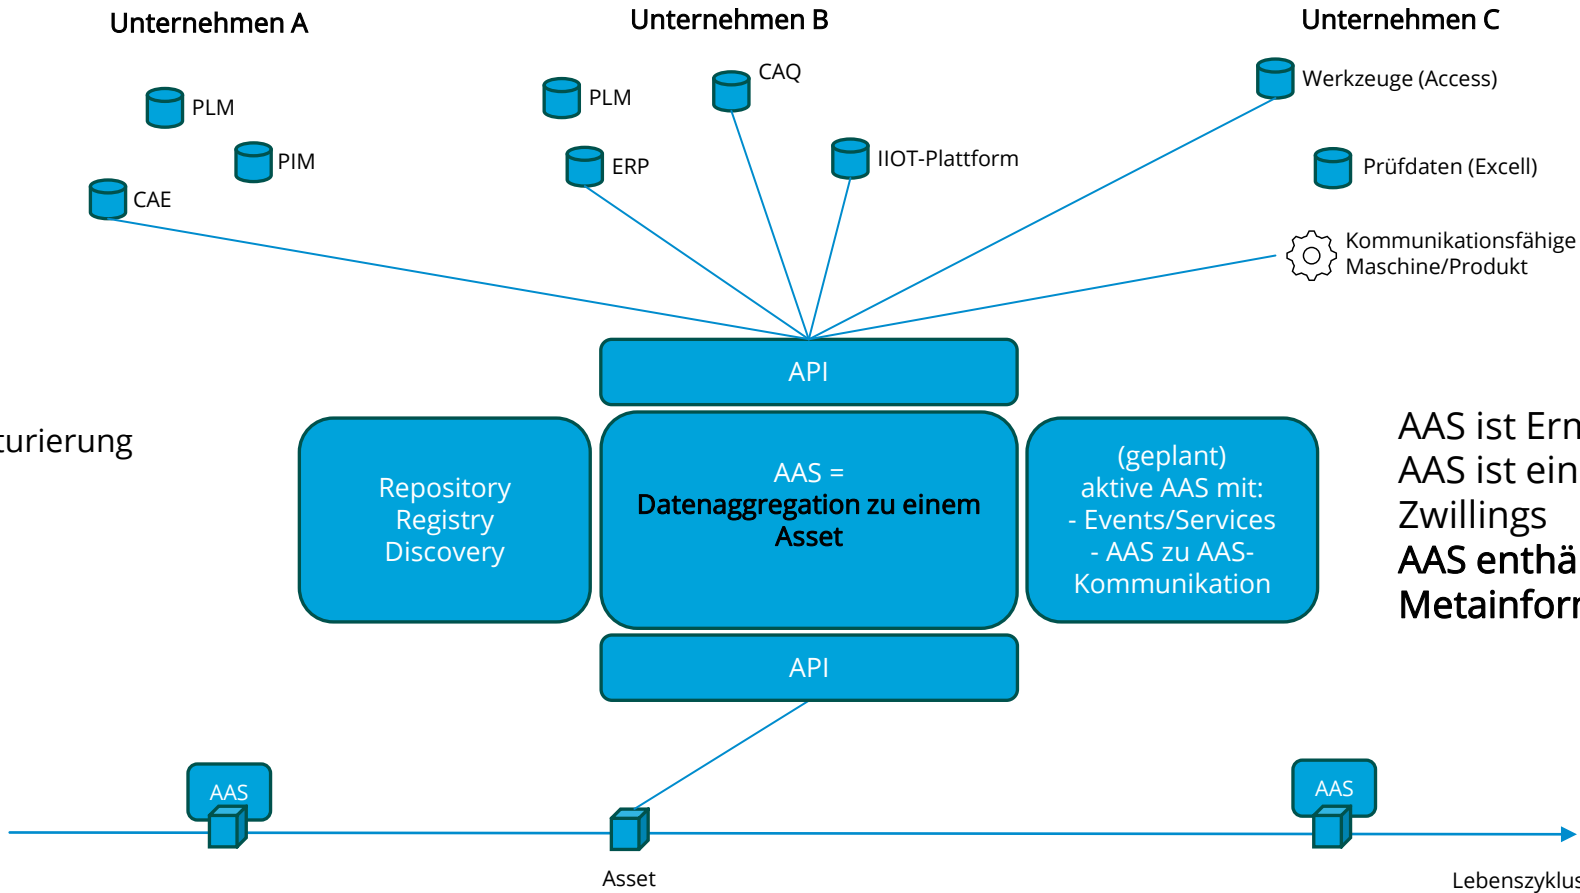 Unternehmen A
Unternehmen B
Unternehmen C
PLM
PIM
CAE
PLM
CAQ
ERP
IIOT-Plattform
Werkzeuge (Access)
Prüfdaten (Excell)
Kommunikationsfähige
Maschine/Produkt
API
turierung
Repository
Registry
Discovery
AAS =
Datenaggregation zu einem
Asset
(geplant)
aktive AAS mit:
- Events/Services
- AAS zu AAS-
Kommunikation
AAS ist Erm
AAS ist ein
Zwillings
AAS enthä
Metainforr
API
AAS
AAS
Asset
Lebenszyklus